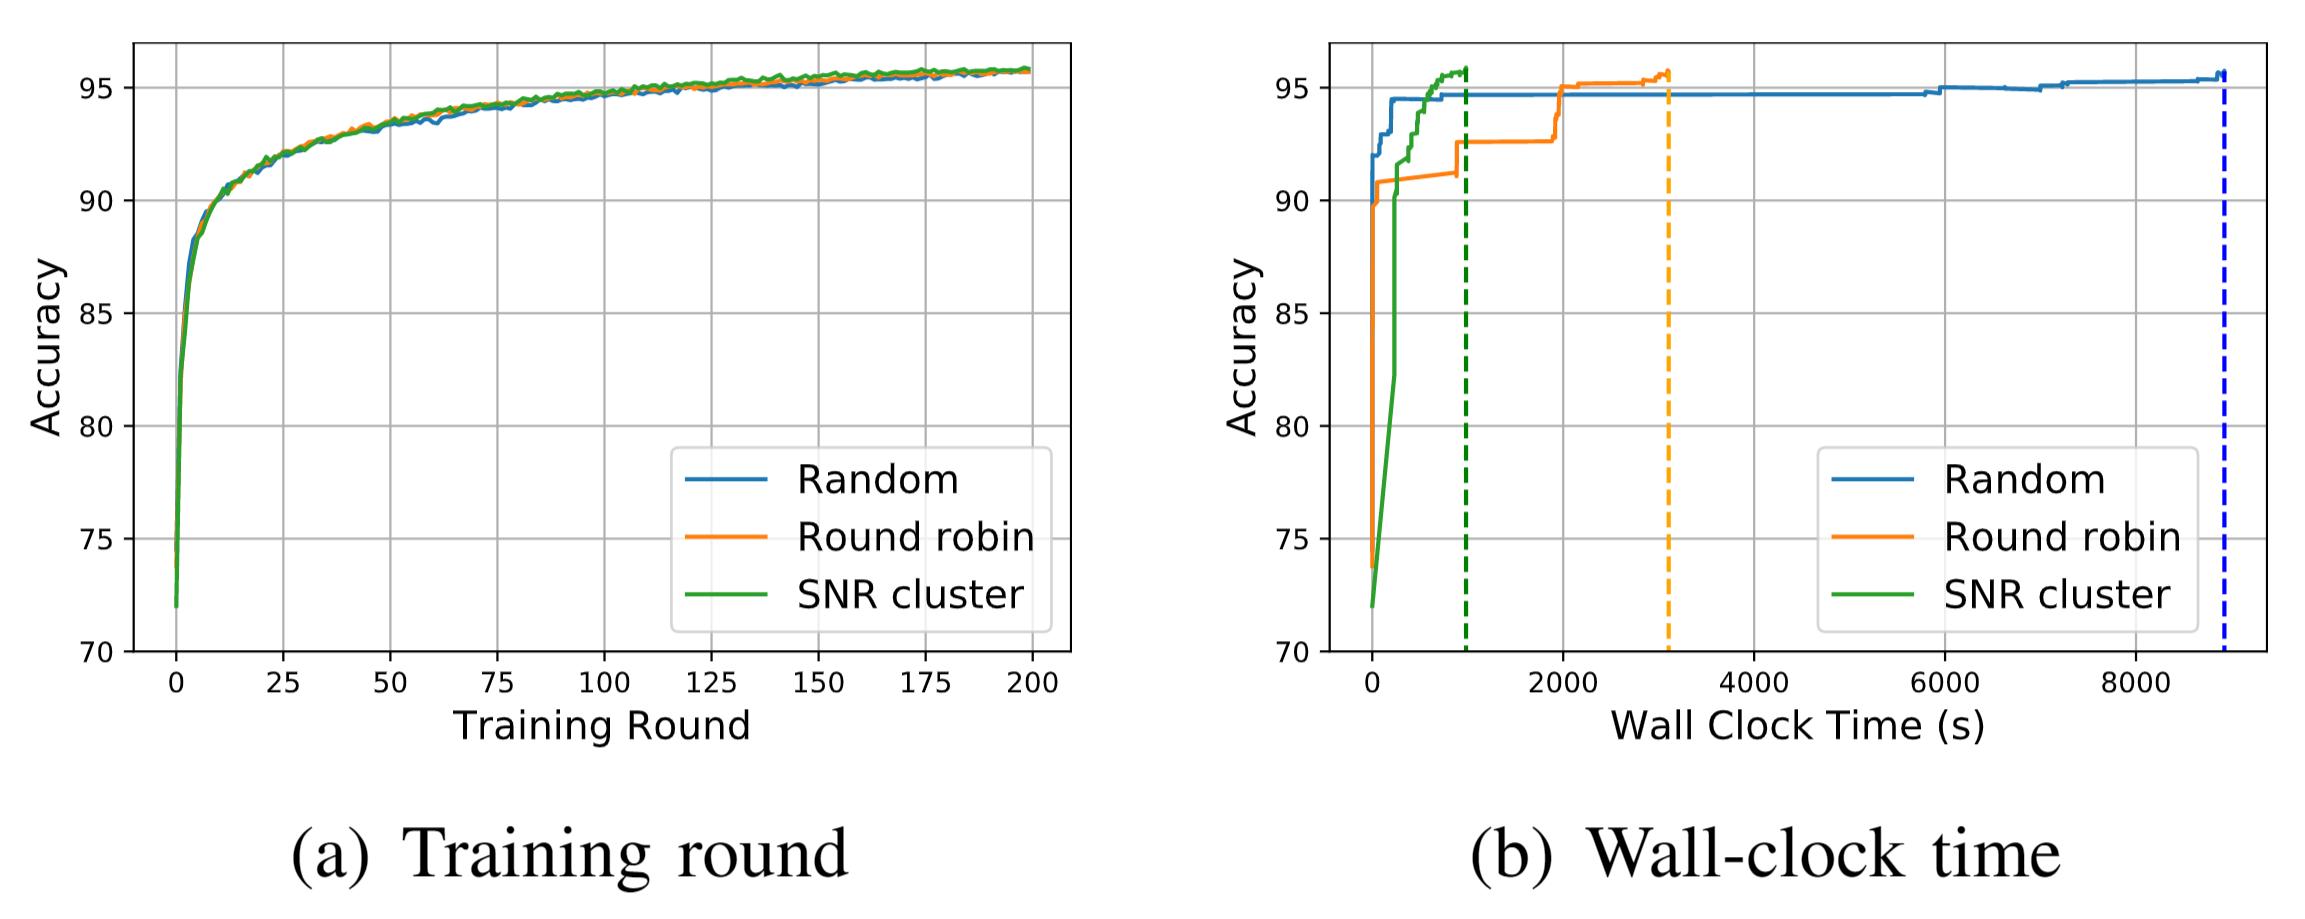 95
90
85
80
75
70
Accuracy
0 25 50 75 100 125 150 175 200
Training Round
Random
Round robin
SNR cluster
(a) Training round
95
90
85
80
75
70
Accuracy
0 2000 4000 6000 8000
Wall Clock Time (s)
Random
Round robin
SNR cluster
(b) Wall-clock time